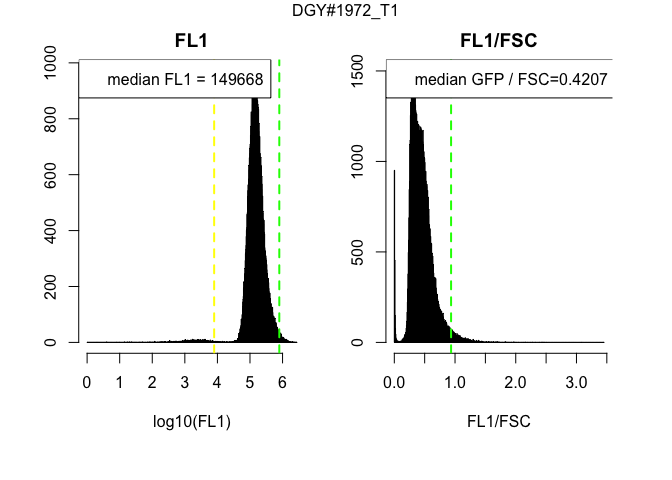 DGY#1972_T1
FL1
median FL1 = 149668
0
200
400
600
800
1000
0 1 2 3 4 5 6
log10(FL1)
FL1/FSC
median GFP / FSC=0.4207
0
500
1000
1500
0.0 1.0 2.0 3.0
FL1/FSC